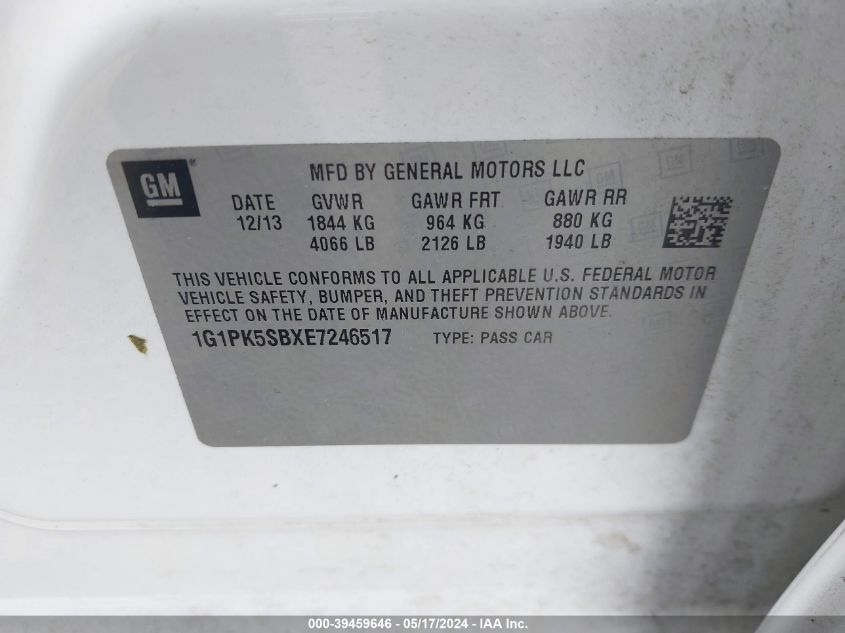 GM
MFD BY GENERAL MOTORS LLC
DATE GVWR GAWR FRT GAWR RR
12/13 1844 KG 964 KG 880 KG
4066 LB 2126 LB 1940 LB
THIS VEHICLE CONFORMS TO ALL APPLICABLE U.S. FEDERAL MOTOR
VEHICLE SAFETY, BUMPER, AND THEFT PREVENTION STANDARDS IN
EFFECT ON THE DATE OF MANUFACTURE SHOWN ABOVE.
1G1PK5SBXE7246517 TYPE: PASS CAR
000-39459646 - 05/17/2024 - IAA Inc.